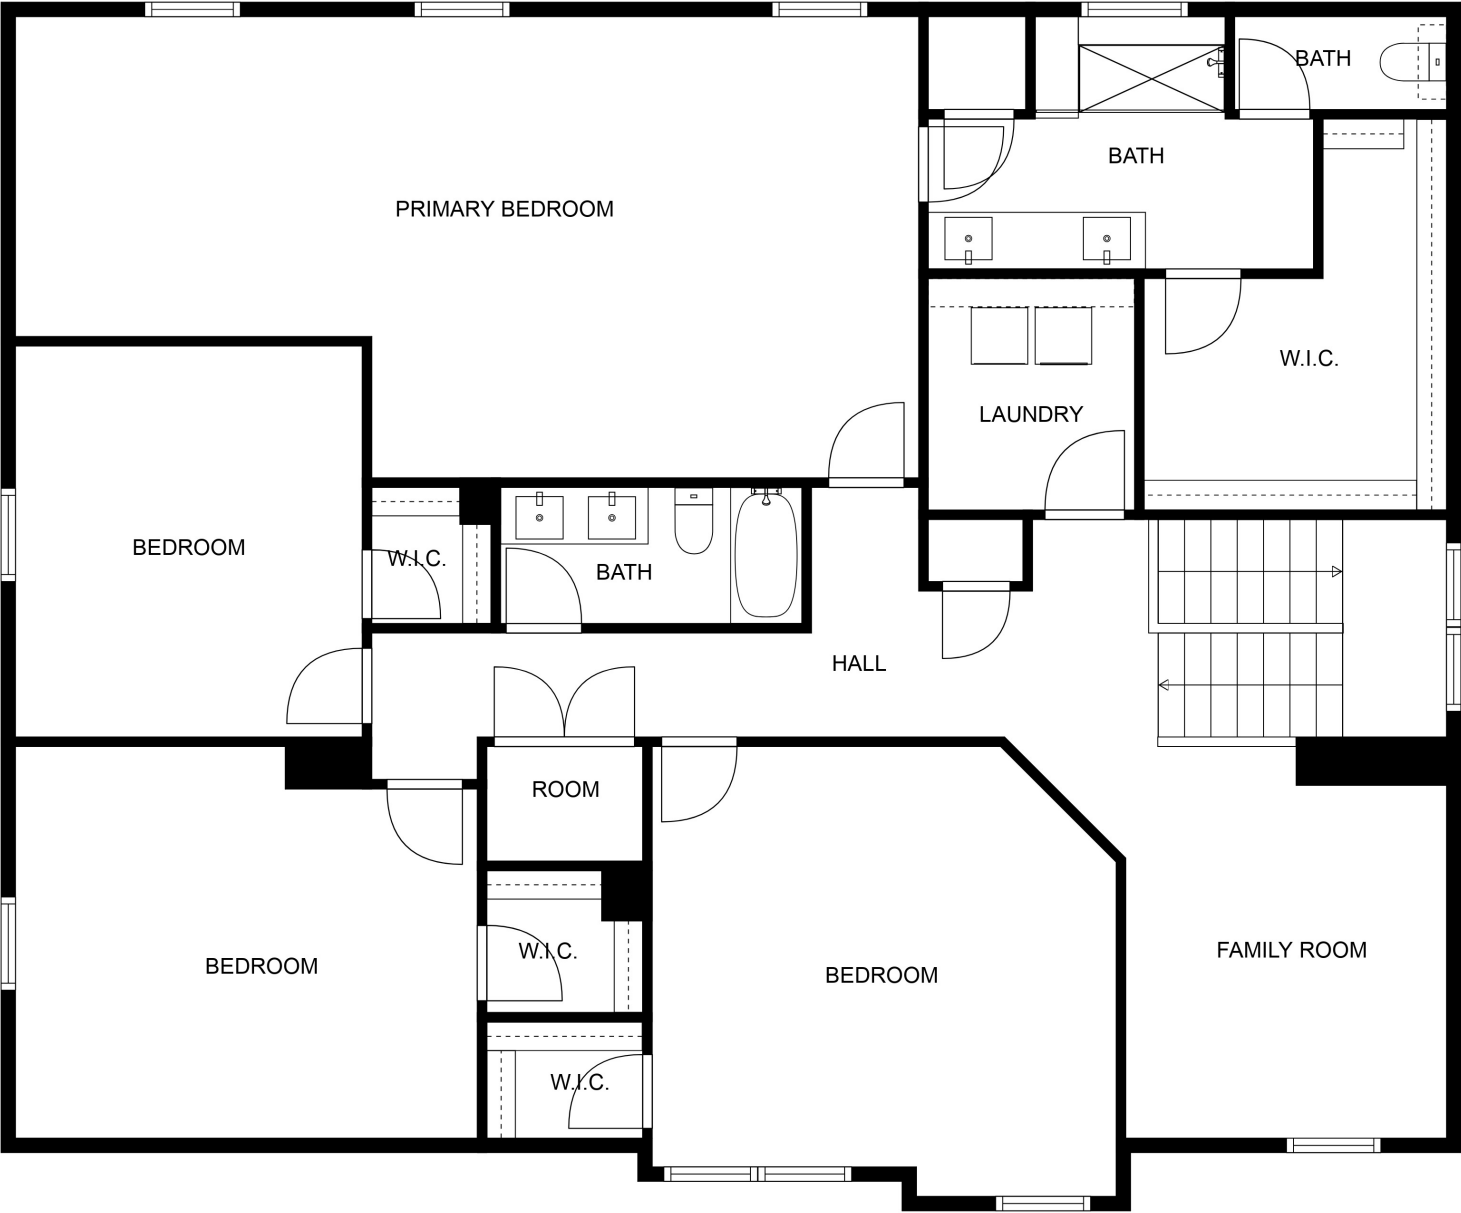 BATH
BATH
PRIMARY BEDROOM
W.I.C.
LAUNDRY
BEDROOM
W.I.C.
BATH
HALL
ROOM
W.I.C.
FAMILY ROOM
BEDROOM
BEDROOM
W.I.C.